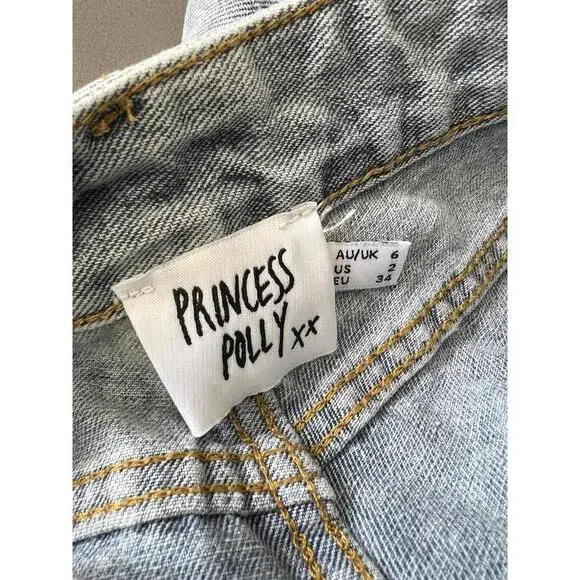 PRINCESS
POLLY xx
AU/UK 6
US 2
EU 34